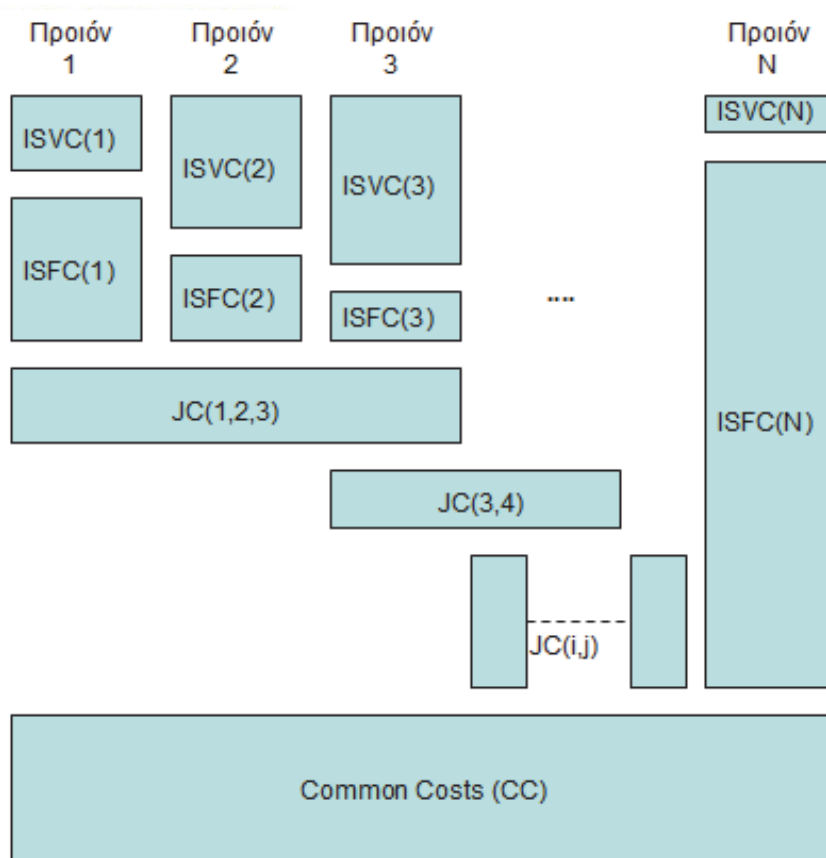 Προιόν
1
Προιόν
2
Προιόν
3
Προιόν
N
ISVC(1)
ISVC(2)
ISVC(3)
ISVC(N)
ISFC(1)
ISFC(2)
ISFC(3)
....
ISFC(N)
JC(1,2,3)
JC(3,4)
JC(i,j)
Common Costs (CC)